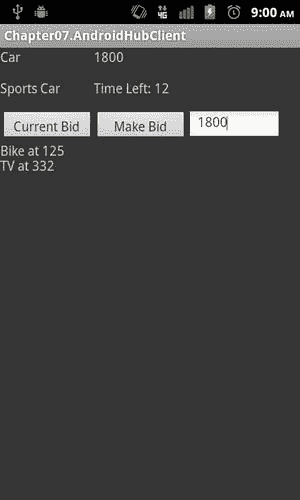 4G 9:00 AM
Chapter07.AndroidHubClient
Car 1800
Sports Car Time Left: 12
Current Bid Make Bid 1800
Bike at 125
TV at 332